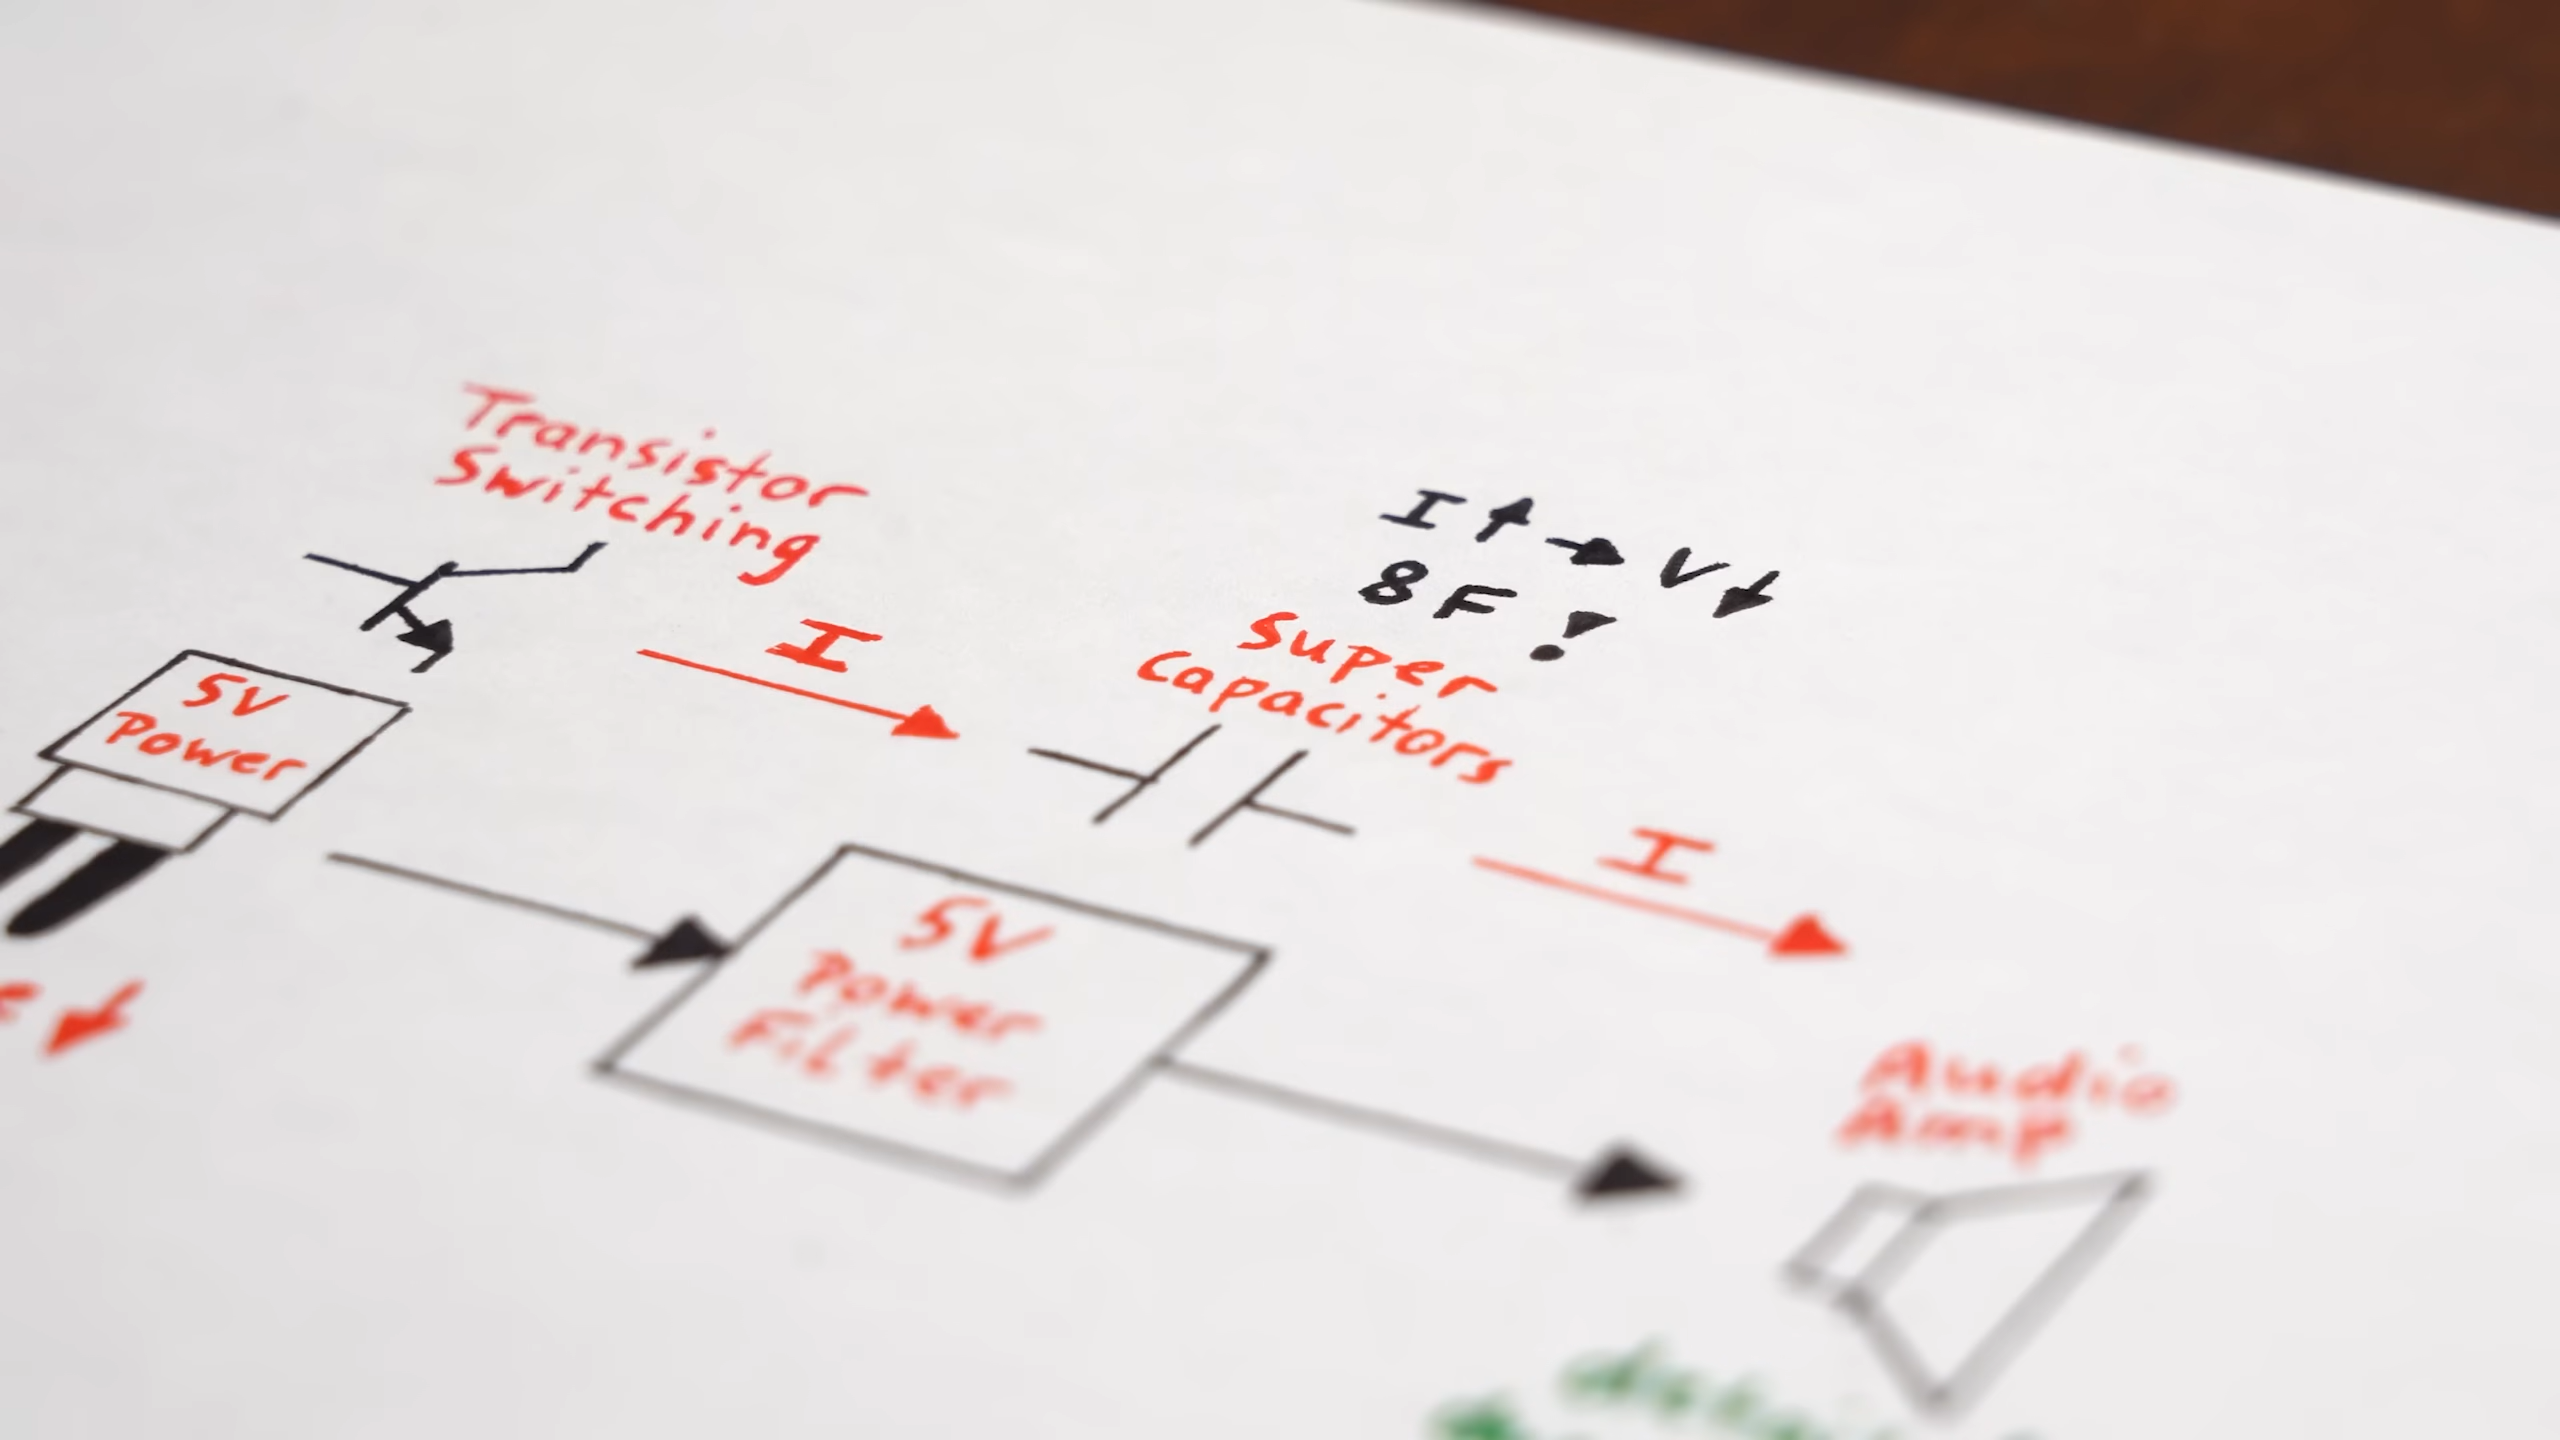 Transistor
Switching
I ↑ → V ↓
8F!
Super
Capacitors
I
5V
Power
I
5V
Power
Filter
Audio
Amp